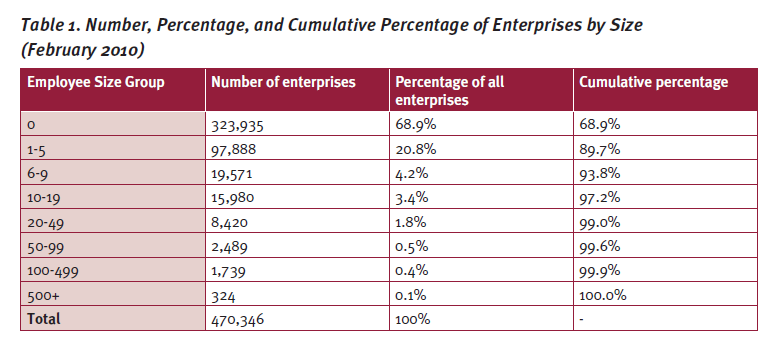 Table 1. Number, Percentage, and Cumulative Percentage of Enterprises by Size
(February 2010)
Employee Size Group Number of enterprises Percentage of all enterprises Cumulative percentage
0 323,935 68.9% 68.9%
1-5 97,888 20.8% 89.7%
6-9 19,571 4.2% 93.8%
10-19 15,980 3.4% 97.2%
20-49 8,420 1.8% 99.0%
50-99 2,489 0.5% 99.6%
100-499 1,739 0.4% 99.9%
500+ 324 0.1% 100.0%
Total 470,346 100% -